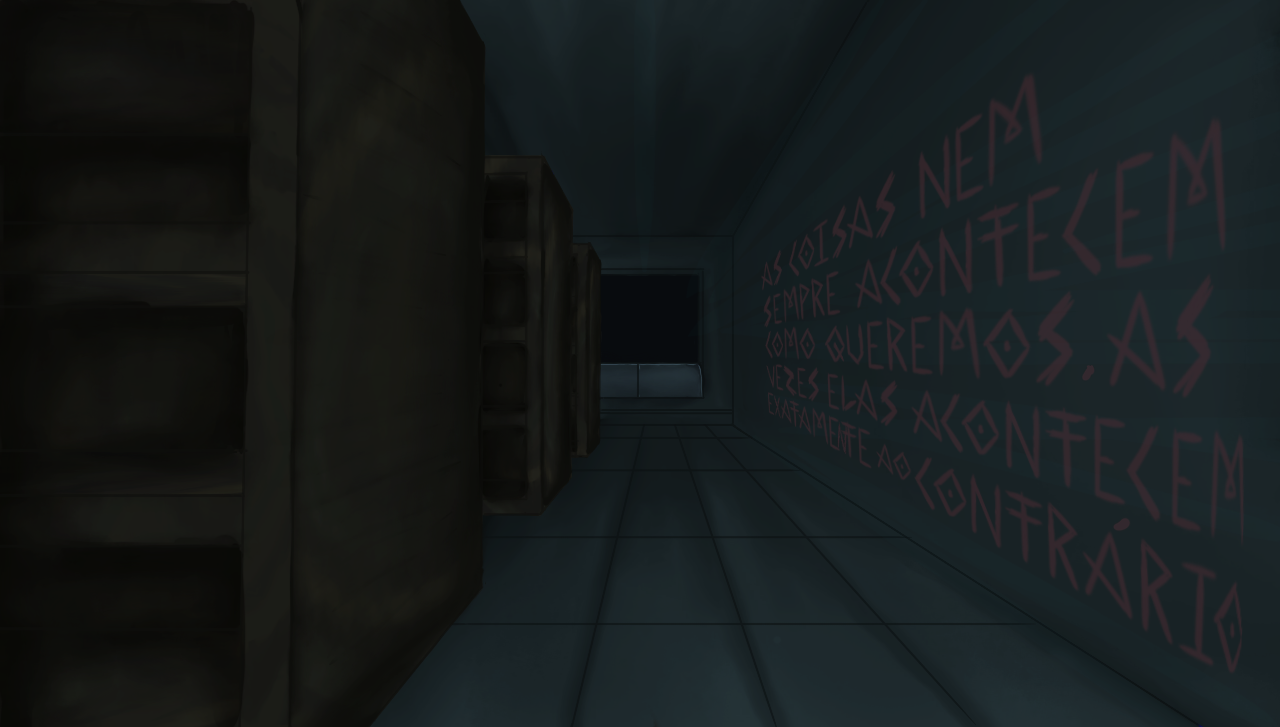 AS COISAS NEM
SEMPRE ACONTECEM
COMO QUEREMOS. AS
VEZES ELAS ACONTECEM
EXATAMENTE AO CONTRÁRIO